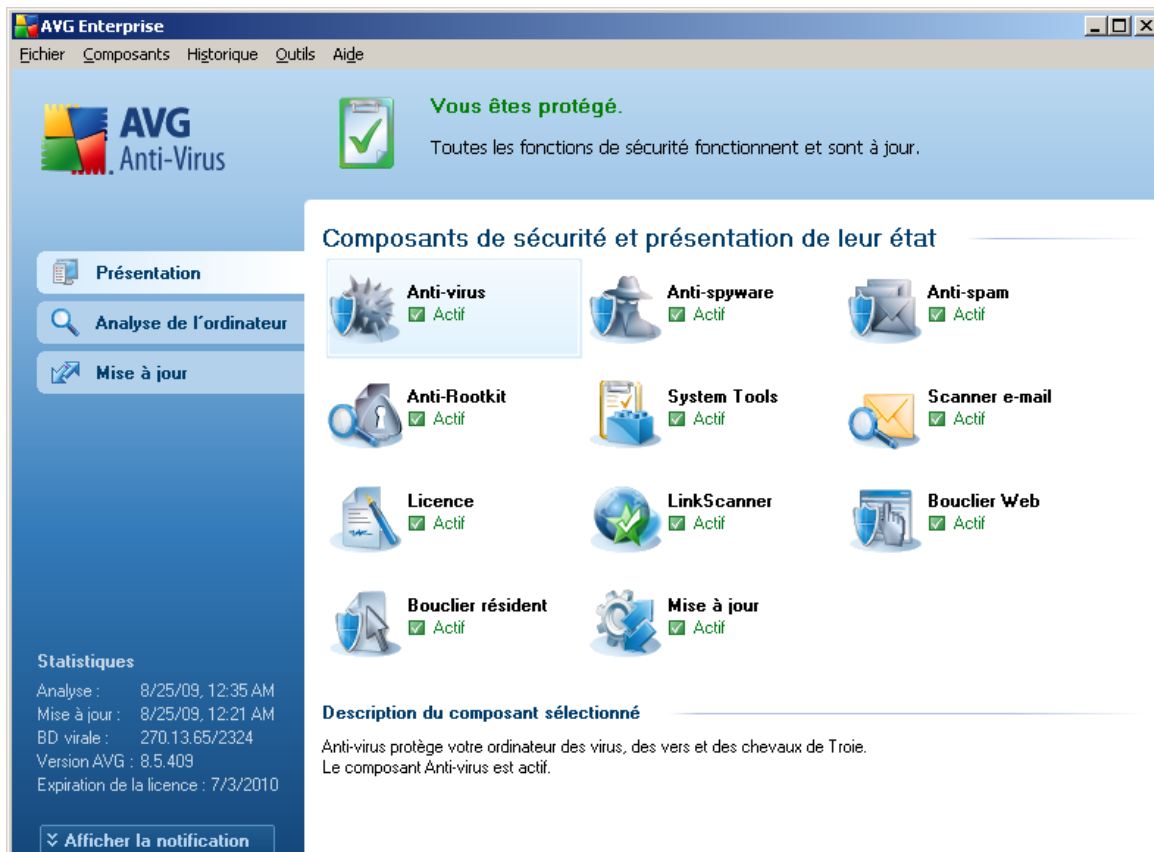 AVG Enterprise
Fichier Composants Historique Outils Aide
AVG
Anti-Virus
Vous êtes protégé.
Toutes les fonctions de sécurité fonctionnent et sont à jour.
Présentation
Analyse de l´ordinateur
Mise à jour
Composants de sécurité et présentation de leur état
Anti-virus
Actif
Anti-spyware
Actif
Anti-spam
Actif
Anti-Rootkit
Actif
System Tools
Actif
Scanner e-mail
Actif
Licence
Actif
LinkScanner
Actif
Bouclier Web
Actif
Bouclier résident
Actif
Mise à jour
Actif
Statistiques
Analyse : 8/25/09, 12:35 AM
Mise à jour : 8/25/09, 12:21 AM
BD virale : 270.13.65/2324
Version AVG : 8.5.409
Expiration de la licence : 7/3/2010
Afficher la notification
Description du composant sélectionné
Anti-virus protège votre ordinateur des virus, des vers et des chevaux de Troie.
Le composant Anti-virus est actif.